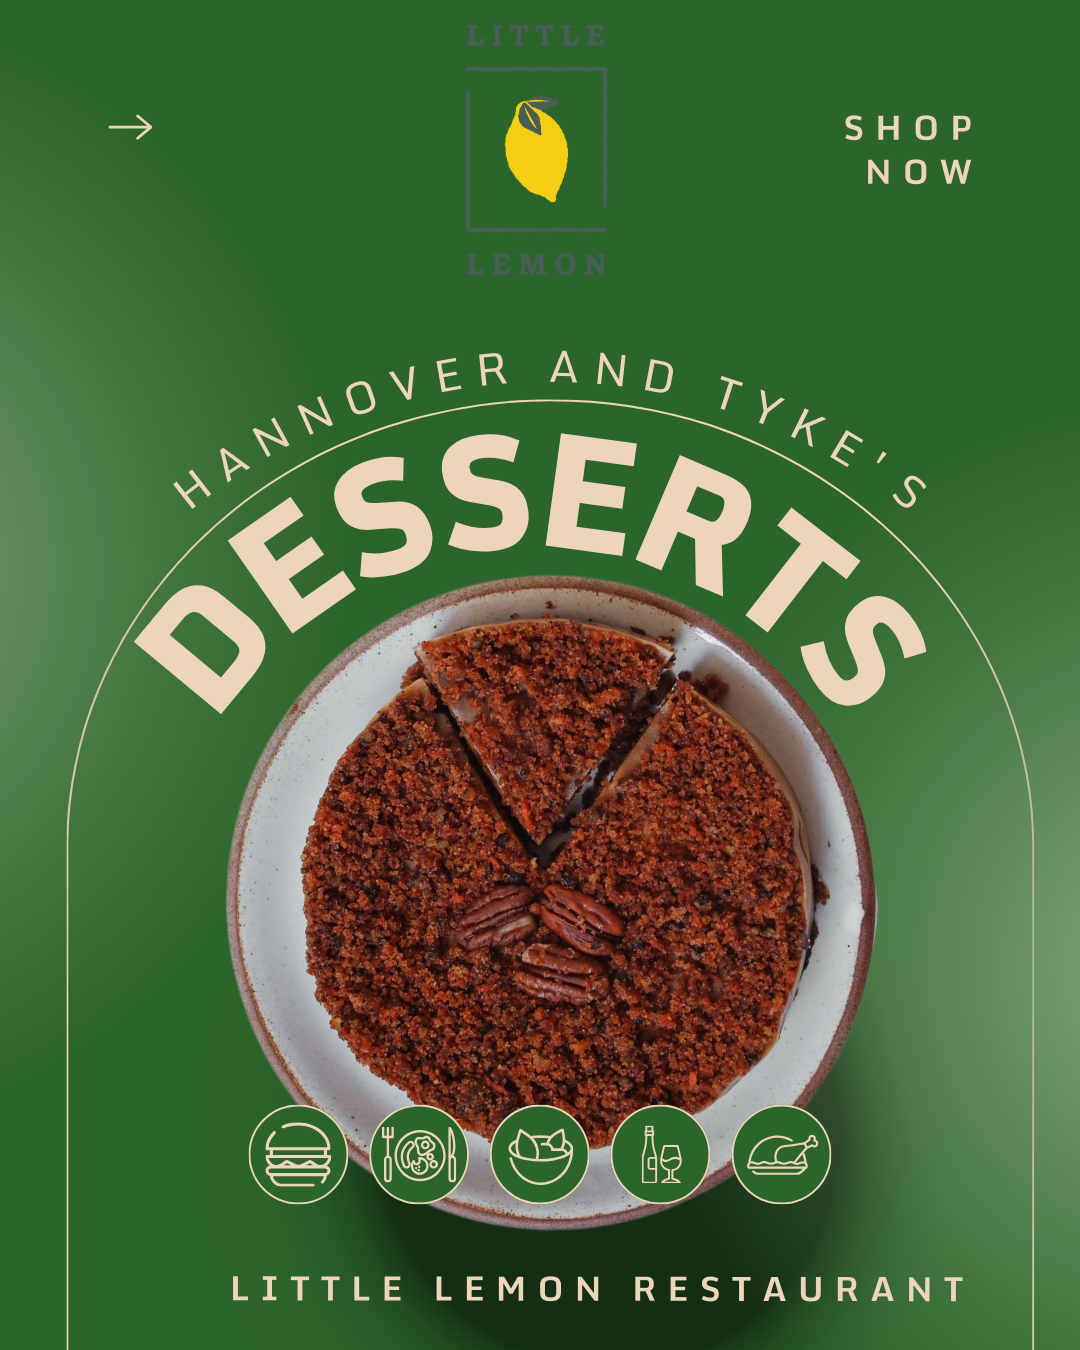 LITTLE
LEMON
SHOP
NOW
HANNOVER AND TYKE'S
DESSERTS
LITTLE LEMON RESTAURANT